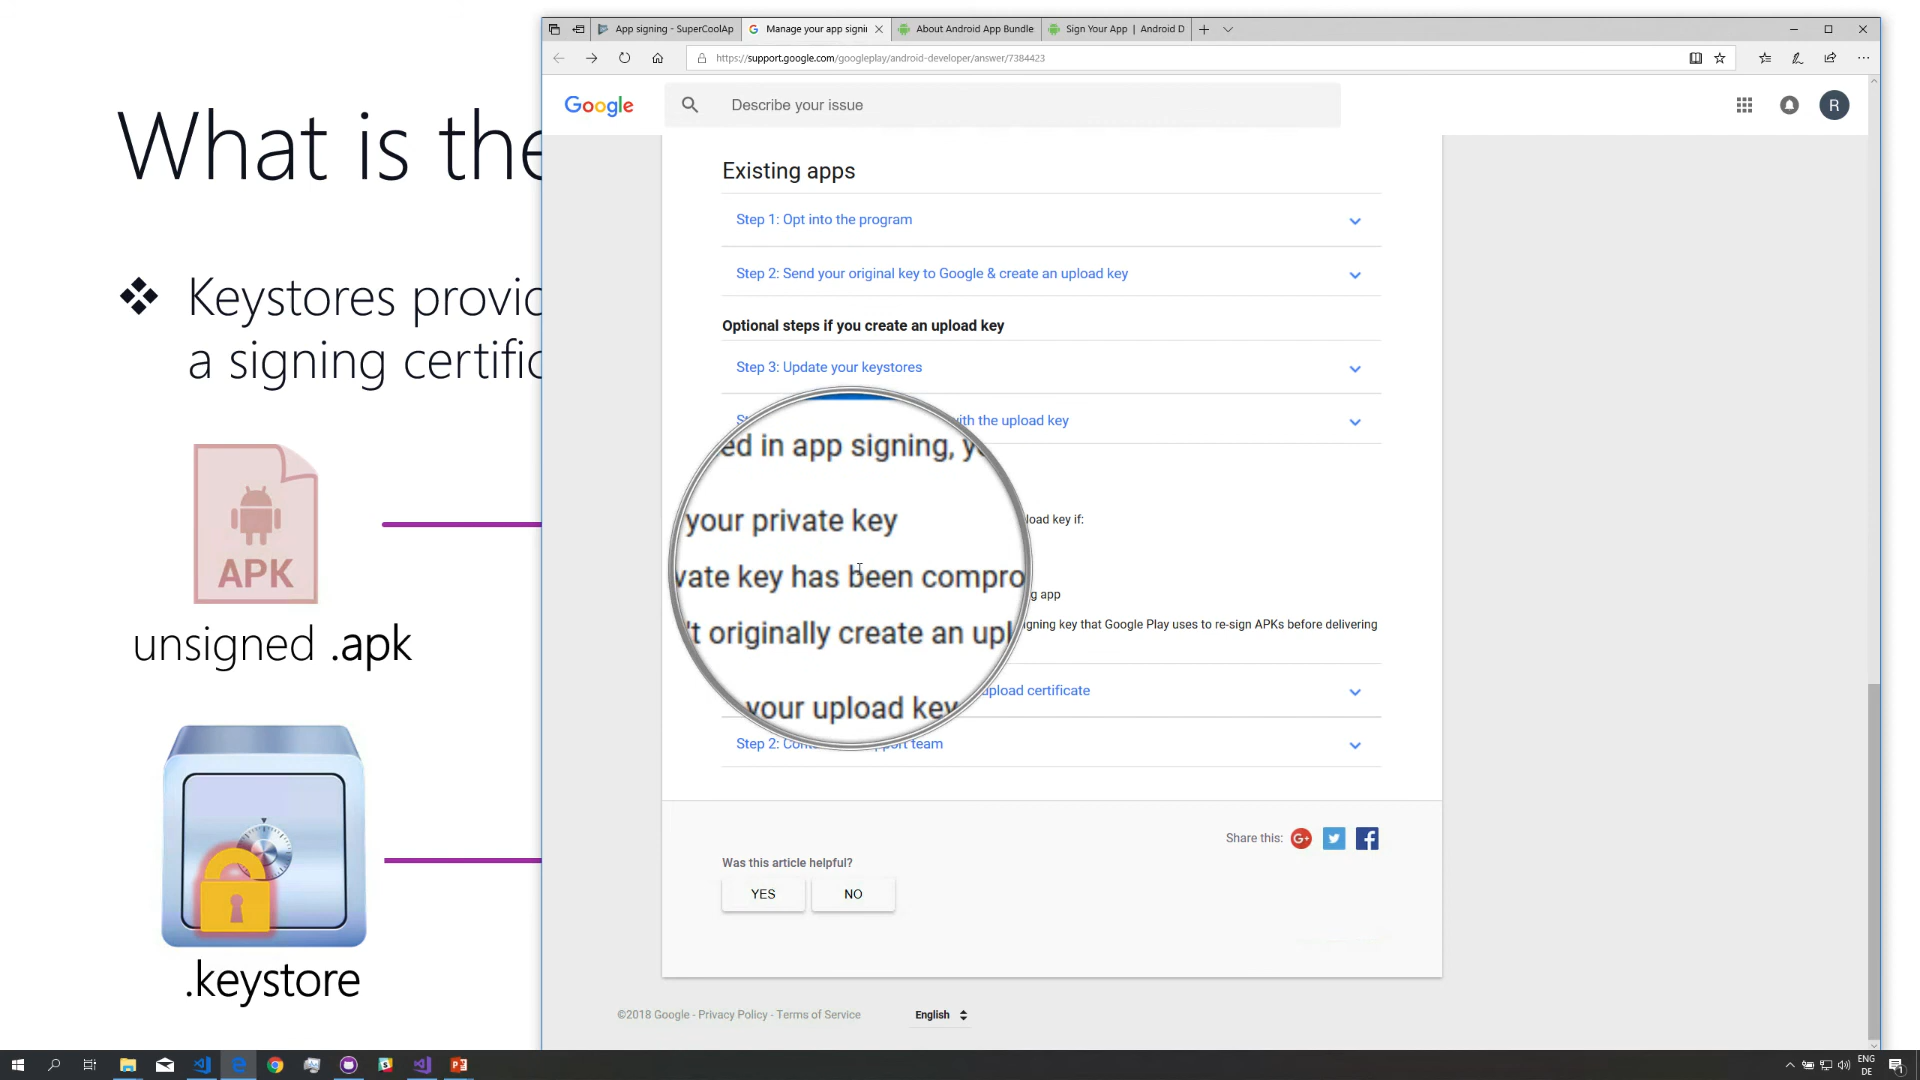 What is the
Keystores provid
a signing certific
APK
unsigned .apk
.keystore
App signing - SuperCoolAp
Manage your app signi
About Android App Bundle
Sign Your App | Android D
https://support.google.com/googleplay/android-developer/answer/7384423
Google
Describe your issue
R
Existing apps
Step 1: Opt into the program
Step 2: Send your original key to Google & create an upload key
Optional steps if you create an upload key
Step 3: Update your keystores
with the upload key
ed in app signing, y
your private key
load key if:
vate key has been compro
g app
't originally create an upl
igning key that Google Play uses to re-sign APKs before delivering
upload certificate
your upload key
Step 2: Con
port team
Share this:
Was this article helpful?
YES
NO
©2018 Google - Privacy Policy - Terms of Service
English
ENG
DE